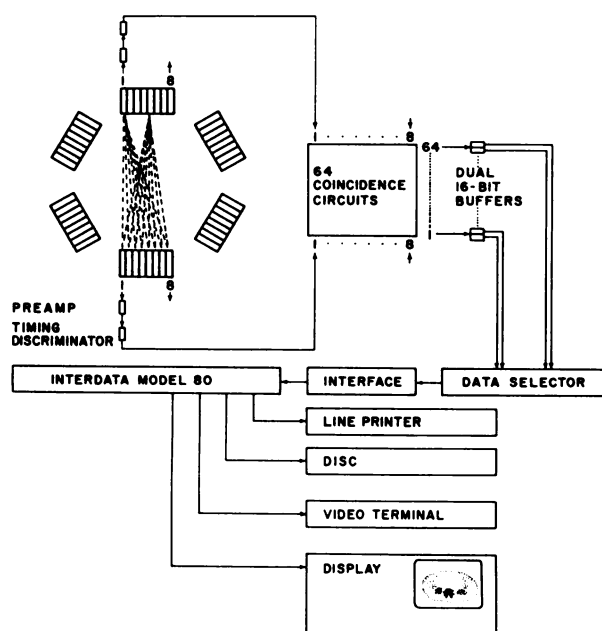 8
8
64
64
COINCIDENCE
CIRCUITS
DUAL
16-BIT
BUFFERS
8
8
PREAMP
TIMING
DISCRIMINATOR
INTERDATA MODEL 80
INTERFACE
DATA SELECTOR
LINE PRINTER
DISC
VIDEO TERMINAL
DISPLAY